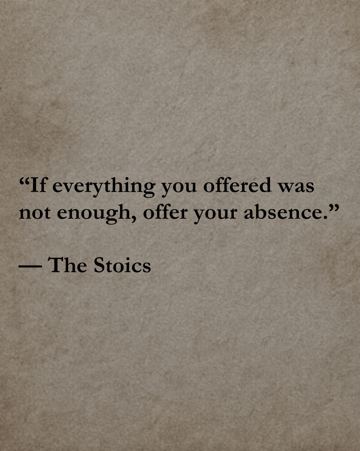 “If everything you offered was
not enough, offer your absence.”
— The Stoics